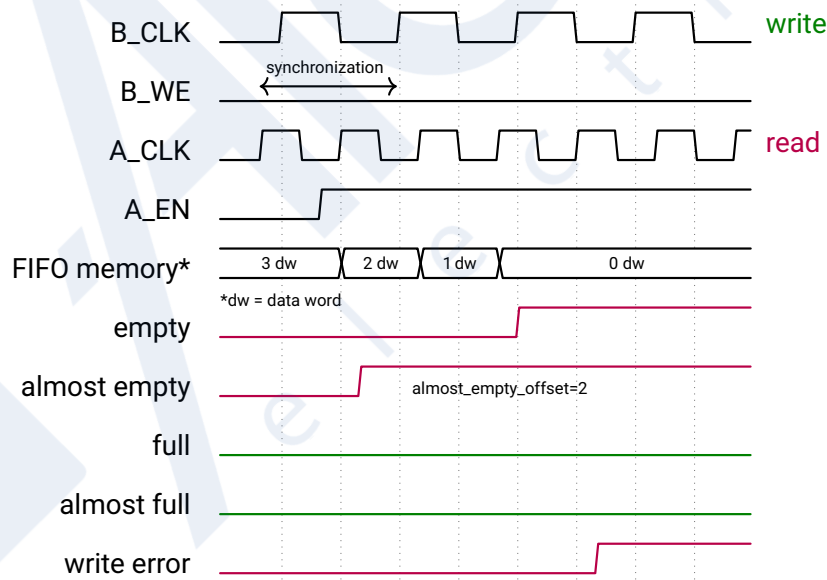 B_CLK
write
synchronization
B_WE
A_CLK
read
A_EN
FIFO memory*
3 dw
2 dw
1 dw
0 dw
*dw = data word
empty
almost empty
almost_empty_offset=2
full
almost full
write error
e l e c t